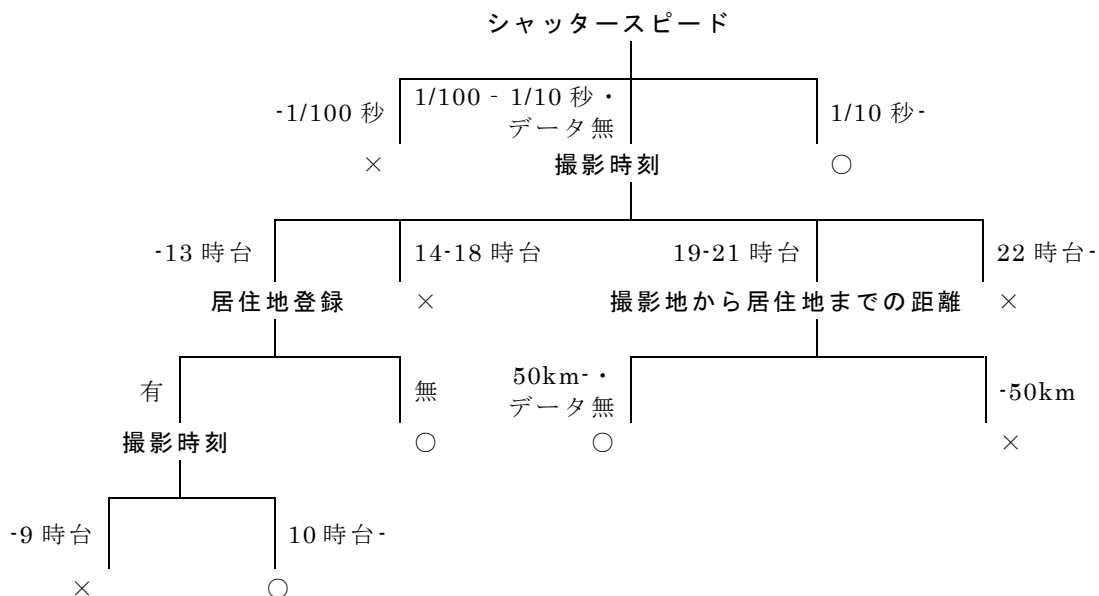 シャッタースピード
-1/100 秒
1/100 - 1/10 秒・
データ無
1/10 秒-
×
撮影時刻
○
-13 時台
14-18 時台
19-21 時台
22 時台-
居住地登録
×
撮影地から居住地までの距離
×
有
無
50km-・
データ無
-50km
撮影時刻
○
○
×
-9 時台
10 時台-
×
○